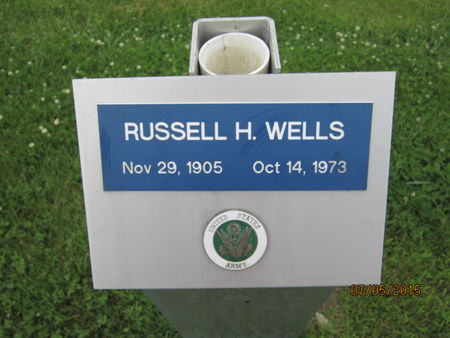 RUSSELL H. WELLS
Nov 29, 1905 Oct 14, 1973
UNITED STATES
ARMY
07/05/2015